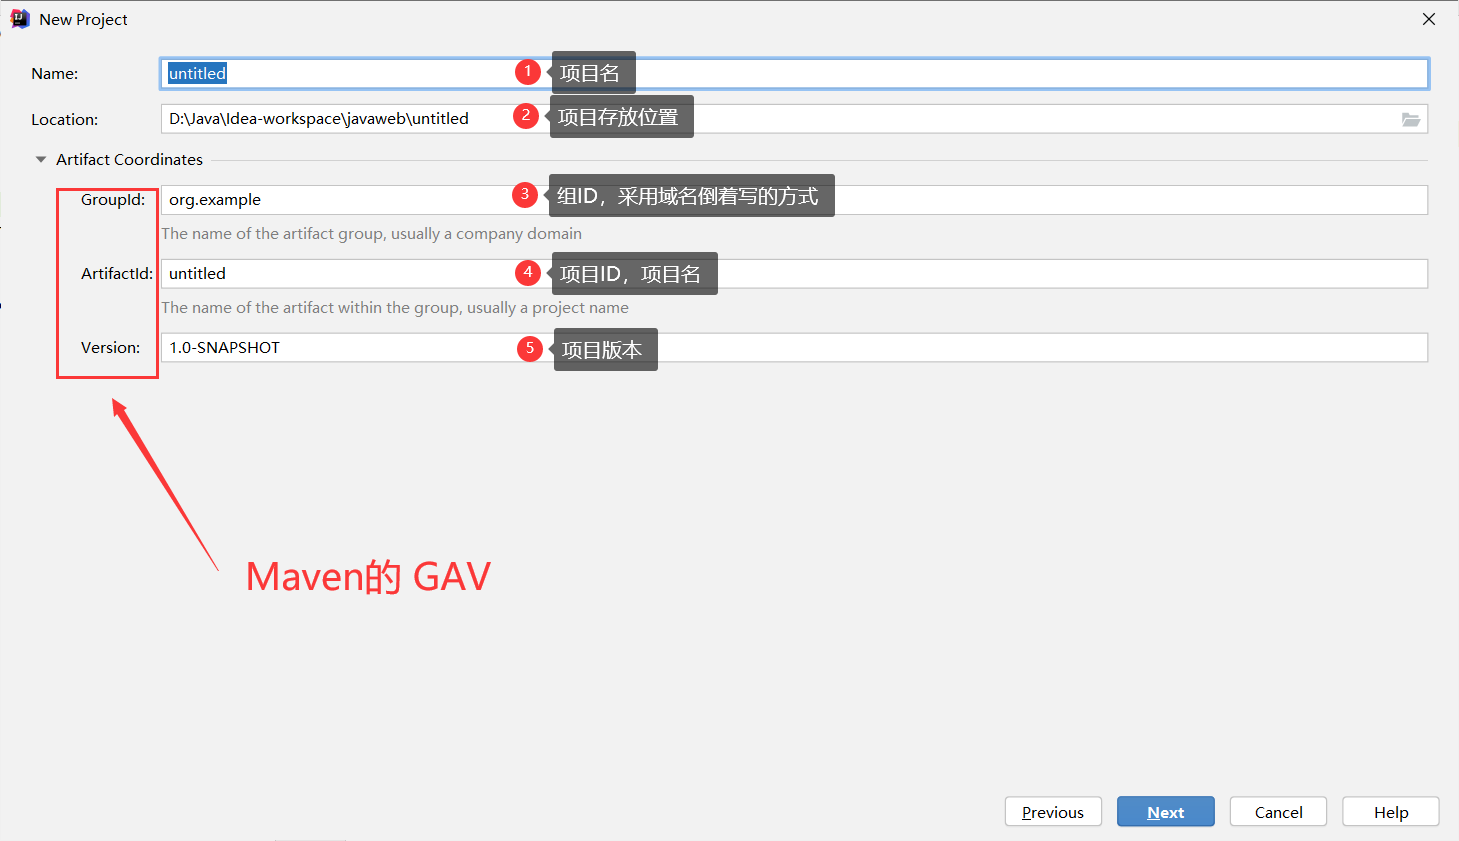 New Project
Name: untitled 1 项目名
Location: D:\Java\Idea-workspace\javaweb\untitled 2 项目存放位置
Artifact Coordinates
GroupId: org.example 3 组ID，采用域名倒着写的方式
The name of the artifact group, usually a company domain
ArtifactId: untitled 4 项目ID，项目名
The name of the artifact within the group, usually a project name
Version: 1.0-SNAPSHOT 5 项目版本
Maven的 GAV
Previous Next Cancel Help